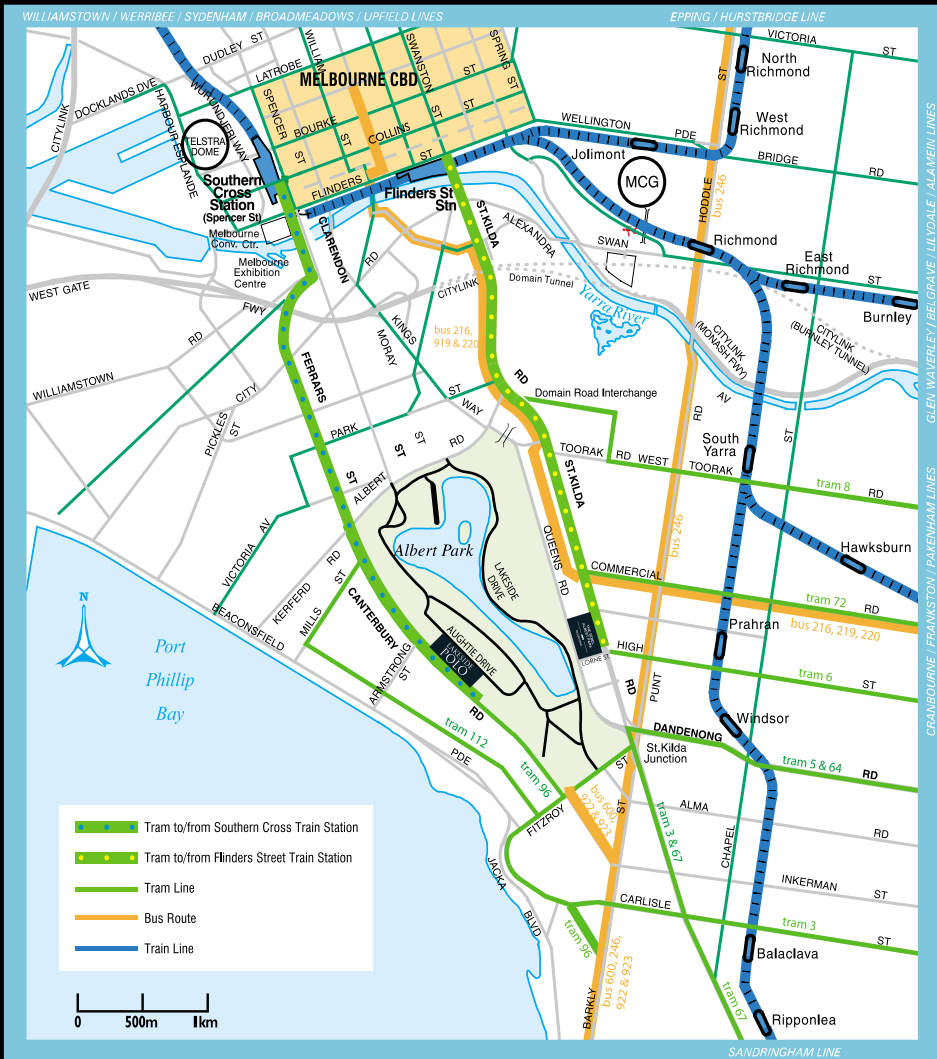 WILLIAMSTOWN / WERRIBEE / SYDENHAM / BROADMEADOWS / UPFIELD LINES
EPPING / HURSTBRIDGE LINE
VICTORIA
ST
DUDLEY ST
WILLIAM
ST
SWANSTON
ST
SPRING
ST
ST
North
Richmond
LATROBE
ST
MELBOURNE CBD
DOCKLANDS DVE
HARBOUR ESPLANADE
WURUNDJERI WAY
SPENCER
ST
BOURKE
ST
COLLINS
ST
ST
CITYLINK
WELLINGTON
PDE
West
Richmond
TELSTRA
DOME
Jolimont
BRIDGE
RD
MCG
Southern
Cross
Station
(Spencer St)
FLINDERS
ST
Flinders St
Stn
HODDLE
bus 246
Melbourne
Conv. Ctr.
CLARENDON
ST.KILDA
ALEXANDRA
SWAN
Richmond
East
Richmond
ST
Melbourne
Exhibition
Centre
RD
CITYLINK
Domain Tunnel
Yarra River
Burnley
WEST GATE
FWY
bus 216,
919 & 220
KINGS
MORAY
CITYLINK
(MONASH FWY)
CITYLINK
(BURNLEY TUNNEL)
RD
WILLIAMSTOWN
FERRARS
CITY
PICKLES
ST
RD
AV
ST
WAY
Domain Road Interchange
RD
PARK
ST
RD
ST
ST
ST
ALBERT
TOORAK
RD
WEST
TOORAK
RD
South
Yarra
tram 8
ST.KILDA
QUEENS
RD
bus 246
VICTORIA
AV
Albert Park
LAKESIDE
DRIVE
Hawksburn
COMMERCIAL
RD
tram 72
bus 216, 219, 220
KERFERD
RD
MILLS
ST
CANTERBURY
BEACONSFIELD
N
Port
Phillip
Bay
AUGHTIE DRIVE
LAKESIDE
POLO
ARMSTRONG
ST
LORNE ST
HIGH
ST
tram 6
Prahran
RD
PUNT
RD
Windsor
DANDENONG
RD
tram 5 & 64
St.Kilda
Junction
tram 112
PDE
tram 96
ST
FITZROY
bus 600,
922 & 923
ST
ALMA
RD
tram 3 & 67
CHAPEL
JACKA
BLVD
INKERMAN
ST
CARLISLE
ST
tram 3
tram 96
bus 600, 246,
922 & 923
BARKLY
Balaclava
tram 67
Ripponlea
Tram to/from Southern Cross Train Station
Tram to/from Flinders Street Train Station
Tram Line
Bus Route
Train Line
0
500m
1km
GLEN WAVERLEY / BELGRAVE / LILYDALE / ALAMEIN LINES
CRANBOURNE / FRANKSTON / PAKENHAM LINES
SANDRINGHAM LINE